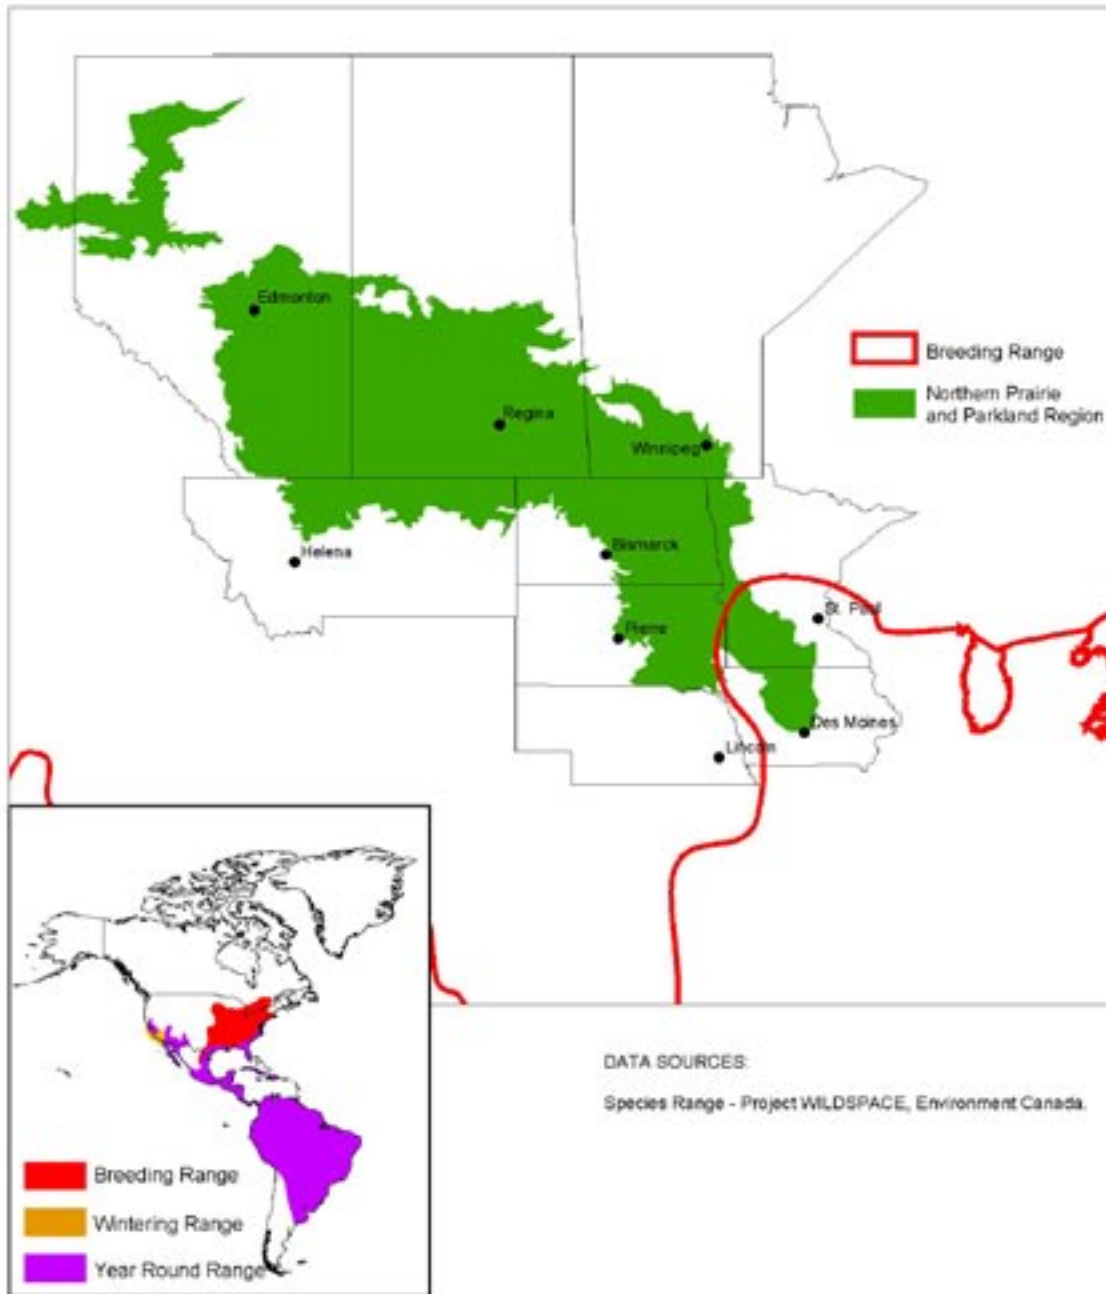 Edmonton
Breeding Range
Northern Prairie
and Parkland Region
Regina
Winnipeg
Helena
Bismarck
St. Paul
Pierre
Des Moines
Lincoln
DATA SOURCES:
Species Range - Project WILDSPACE, Environment Canada.
Breeding Range
Wintering Range
Year Round Range